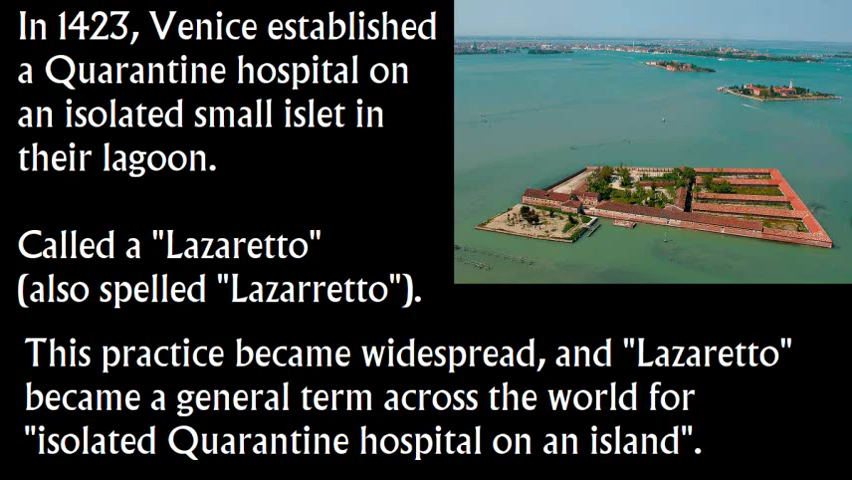 In 1423, Venice established
a Quarantine hospital on
an isolated small islet in
their lagoon.
Called a "Lazaretto"
(also spelled "Lazarretto").
This practice became widespread, and "Lazaretto"
became a general term across the world for
"isolated Quarantine hospital on an island".